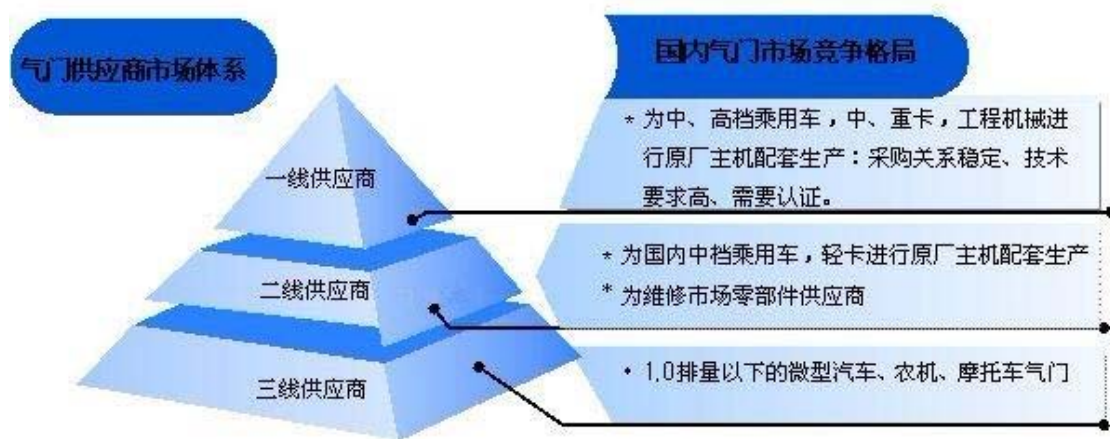 气门供应商市场体系
国内气门市场竞争格局
一线供应商
* 为中、高档乘用车，中、重卡，工程机械进
行原厂主机配套生产：采购关系稳定、技术
要求高、需要认证。
二线供应商
* 为国内中档乘用车，轻卡进行原厂主机配套生产
* 为维修市场零部件供应商
三线供应商
• 1.0排量以下的微型汽车、农机、摩托车气门